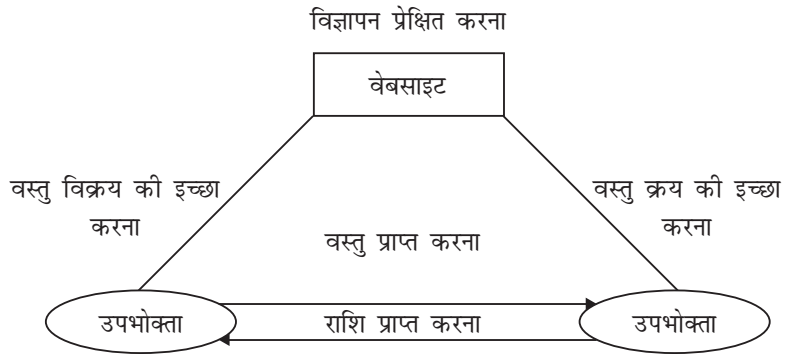 विज्ञापन प्रेक्षित करना
वेबसाइट
वस्तु विक्रय की इच्छा
करना
वस्तु क्रय की इच्छा
करना
वस्तु प्राप्त करना
उपभोक्ता
राशि प्राप्त करना
उपभोक्ता